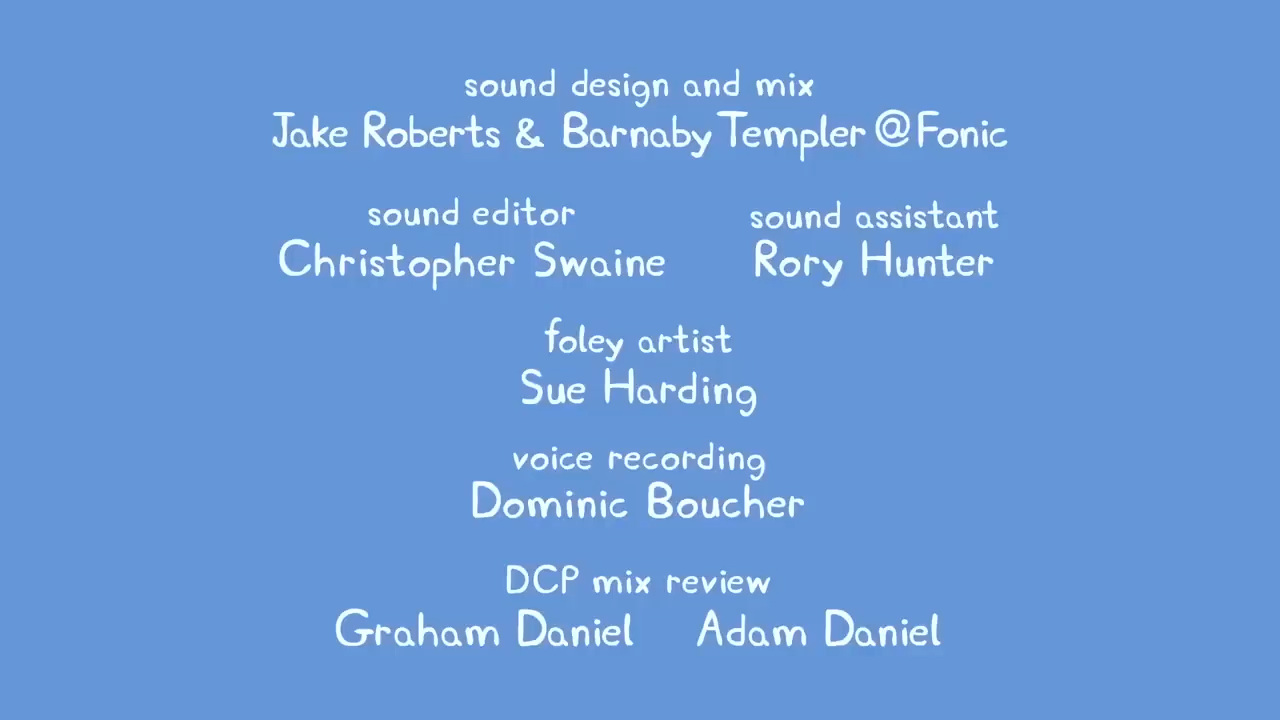 sound design and mix
Jake Roberts & Barnaby Templer @Fonic
sound editor
Christopher Swaine
sound assistant
Rory Hunter
foley artist
Sue Harding
voice recording
Dominic Boucher
DCP mix review
Graham Daniel Adam Daniel